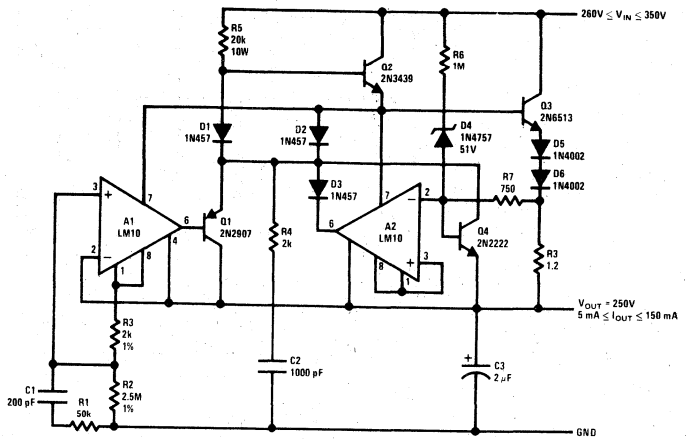 260V ≤ VIN ≤ 350V
R5
20k
10W
R6
1M
Q2
2N3439
Q3
2N6513
D1
1N457
D2
1N457
D4
1N4757
51V
D5
1N4002
D6
1N4002
R7
750
3
+
7
A1
LM10
6
2
−
4
1
8
Q1
2N2907
R4
2k
D3
1N457
6
7
2
−
A2
LM10
+
3
8
1
Q4
2N2222
R3
1.2
VOUT = 250V
5 mA ≤ IOUT ≤ 150 mA
R3
2k
1%
C1
200 pF
R1
50k
R2
2.5M
1%
C2
1000 pF
+
C3
2 µF
GND